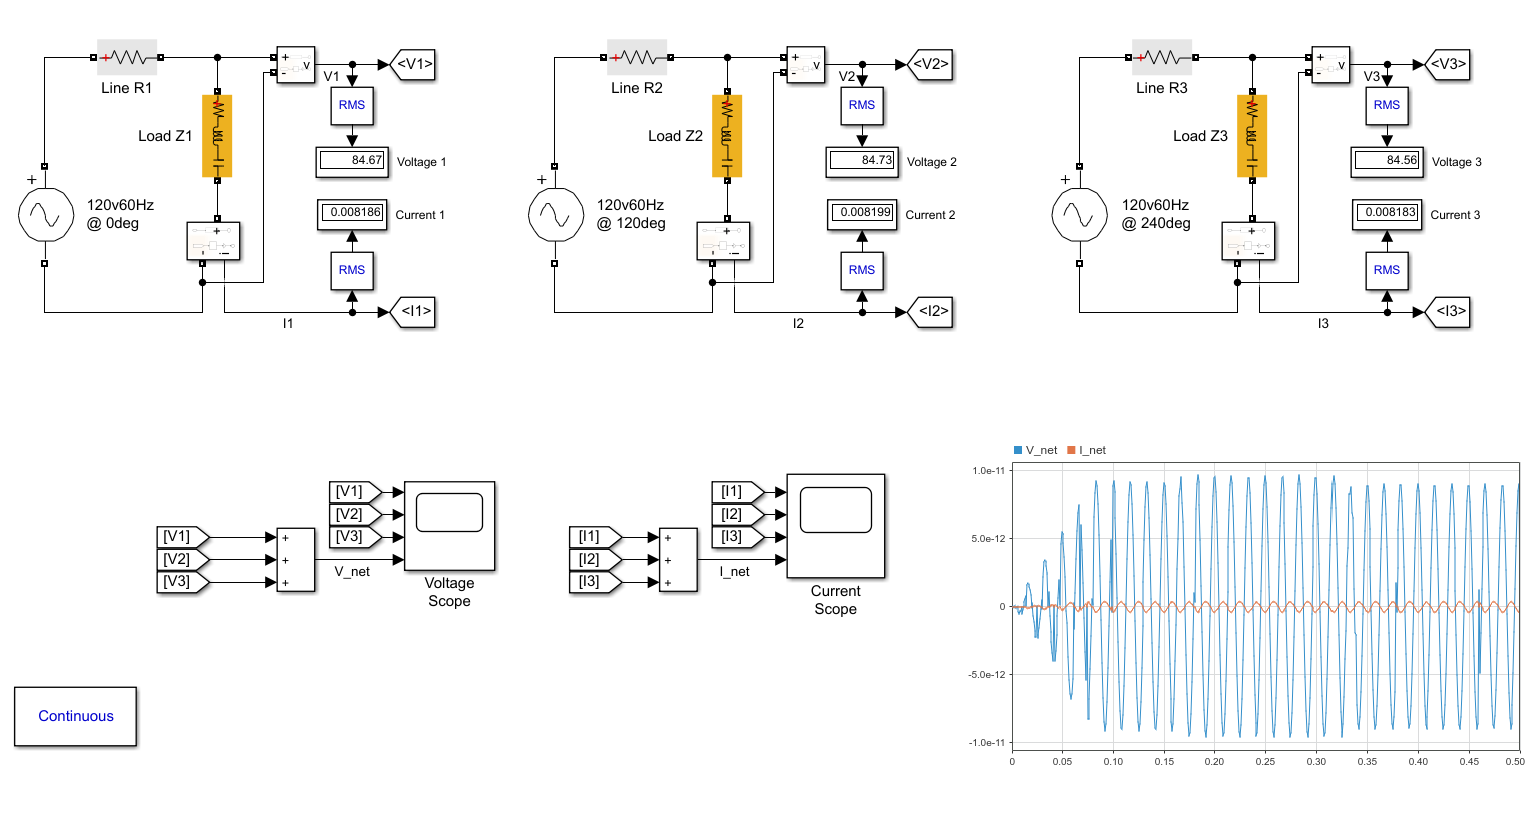 <V1>
<V2>
<V3>
+
-
v
+
-
v
+
-
v
V1
V2
V3
Line R1
Line R2
Line R3
RMS
RMS
RMS
Load Z1
Load Z2
Load Z3
84.67
Voltage 1
84.73
Voltage 2
84.56
Voltage 3
+
+
+
120v60Hz
@ 0deg
0.008186
Current 1
120v60Hz
@ 120deg
0.008199
Current 2
120v60Hz
@ 240deg
0.008183
Current 3
+
- i
+
- i
+
- i
RMS
RMS
RMS
<I1>
<I2>
<I3>
I1
I2
I3
V_net I_net
[V1]
[V2]
[V3]
[V1]
[V2]
[V3]
+
+
+
V_net
Voltage
Scope
[I1]
[I2]
[I3]
[I1]
[I2]
[I3]
+
+
+
I_net
Current
Scope
1.0e-11
5.0e-12
0
-5.0e-12
-1.0e-11
0 0.05 0.10 0.15 0.20 0.25 0.30 0.35 0.40 0.45 0.50
Continuous